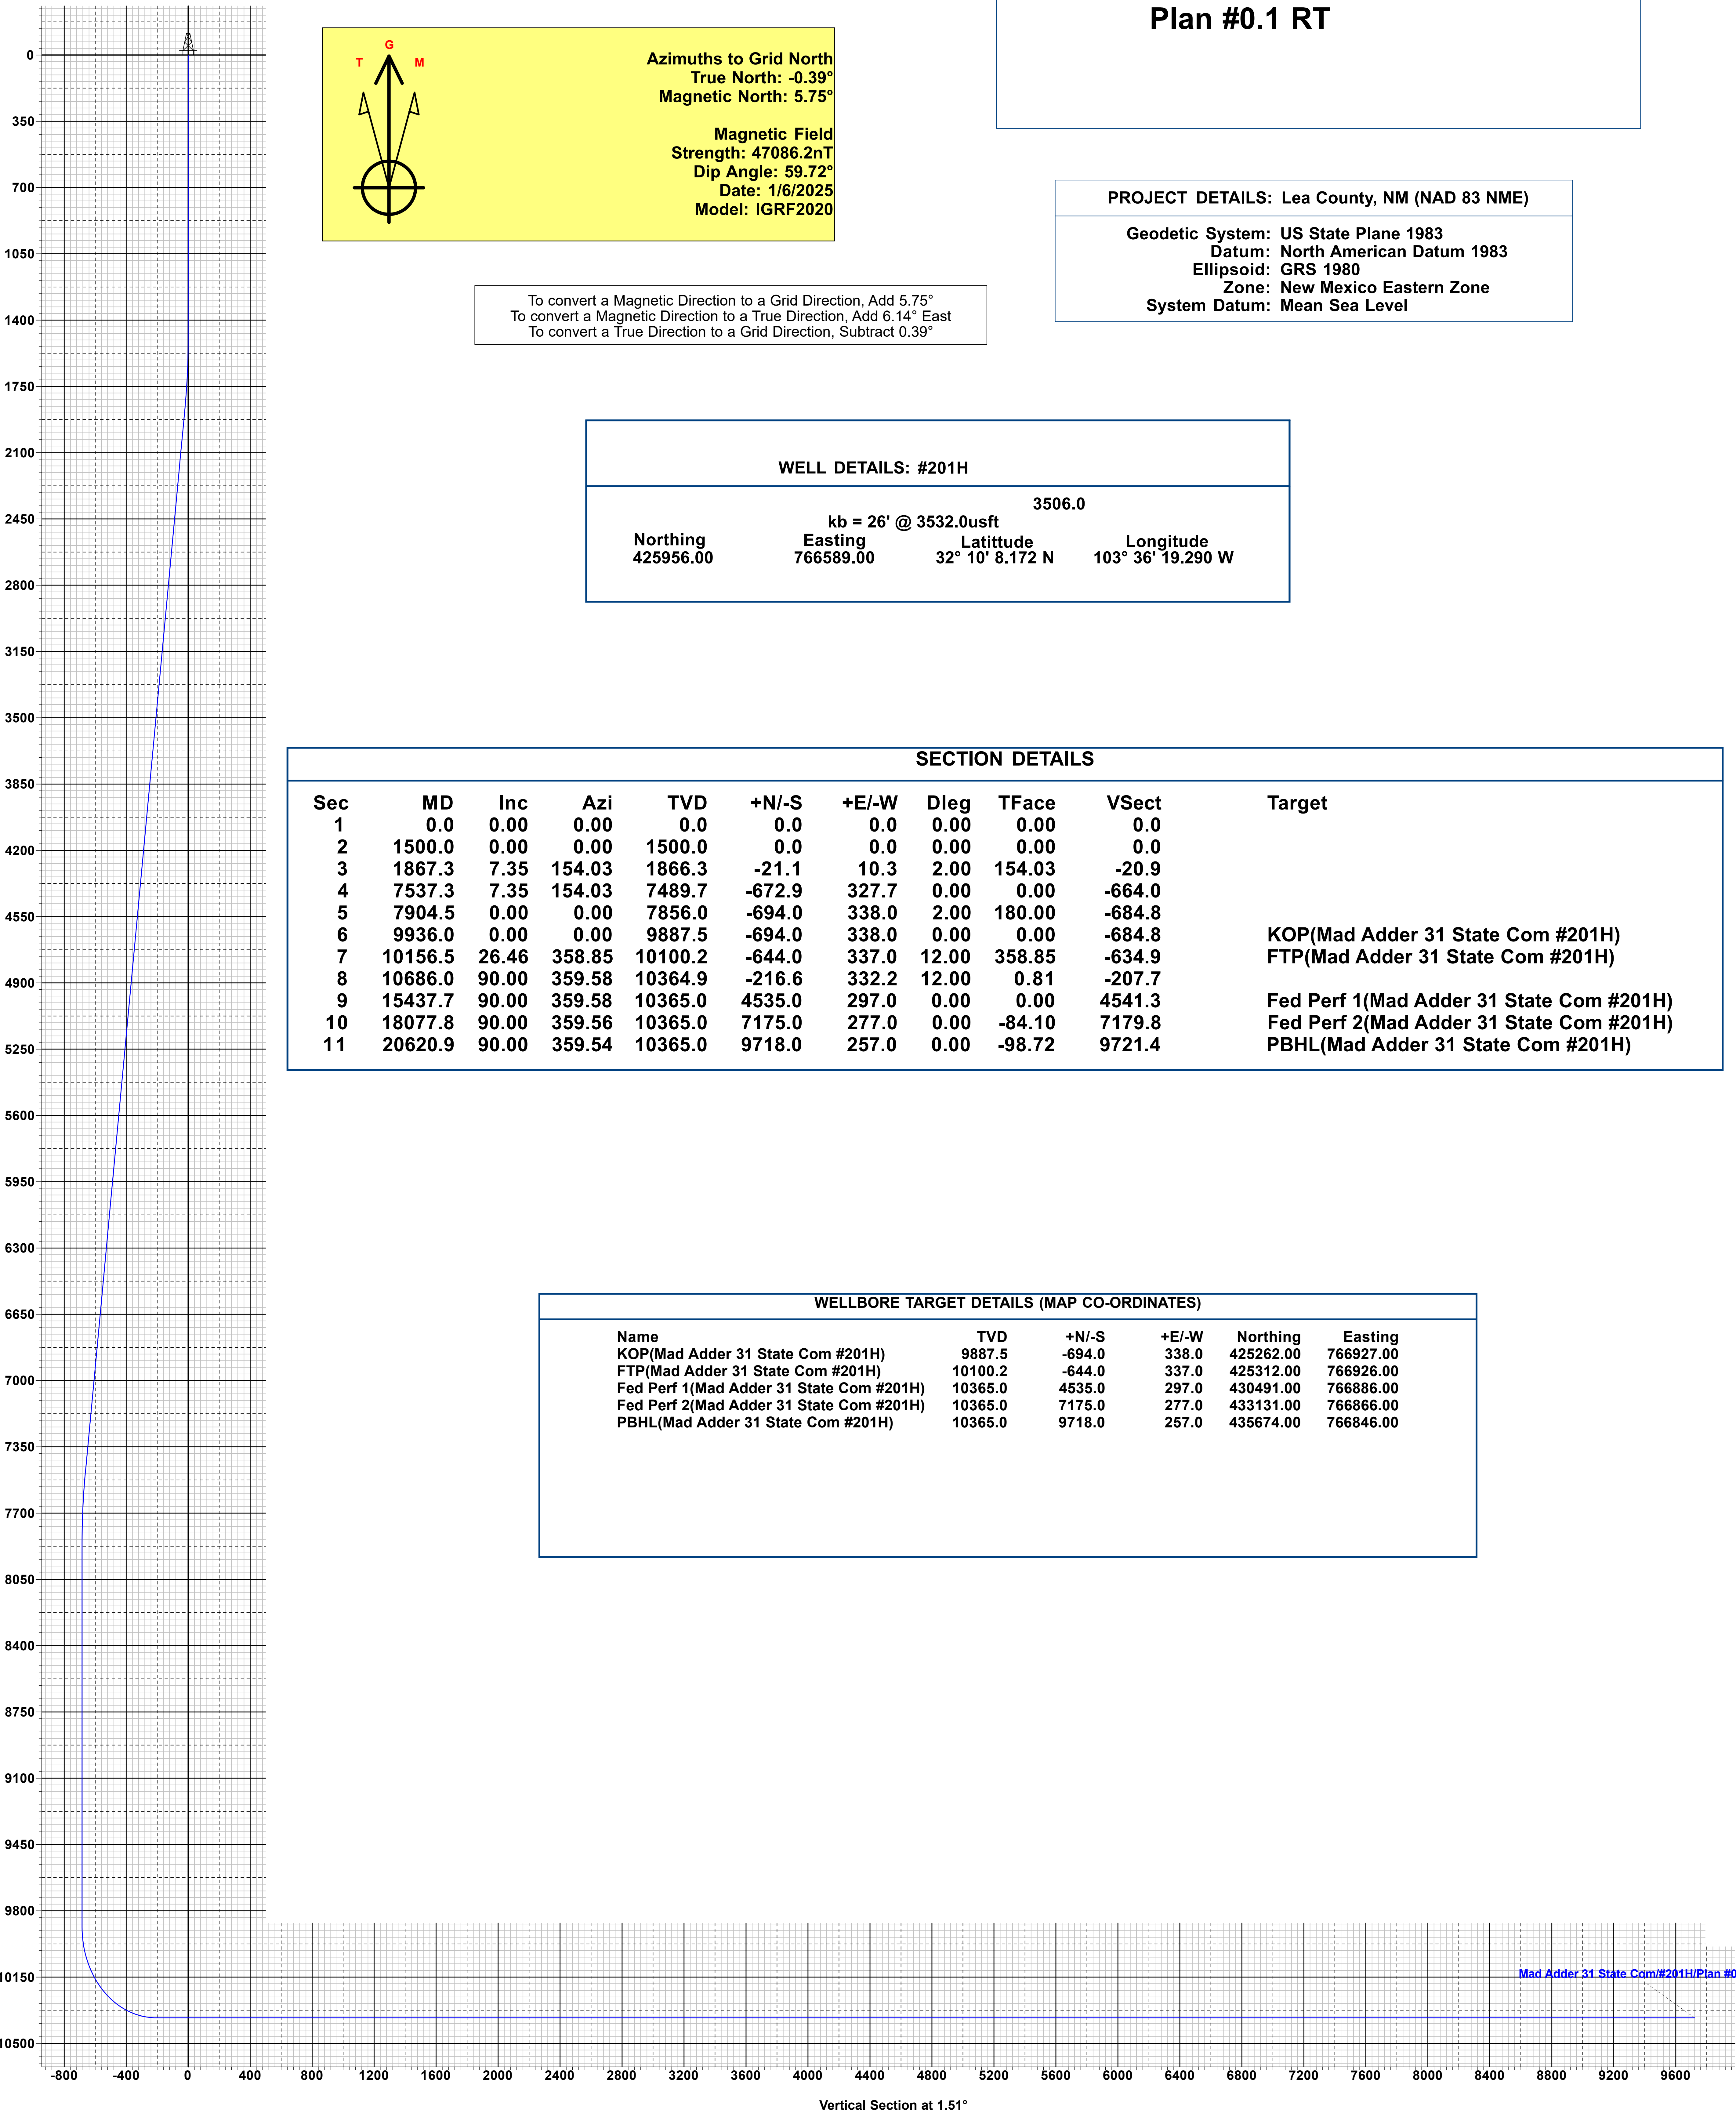 Plan #0.1 RT
G
T M
Azimuths to Grid North
True North: -0.39°
Magnetic North: 5.75°
Magnetic Field
Strength: 47086.2nT
Dip Angle: 59.72°
Date: 1/6/2025
Model: IGRF2020
PROJECT DETAILS: Lea County, NM (NAD 83 NME)
Geodetic System: US State Plane 1983
Datum: North American Datum 1983
Ellipsoid: GRS 1980
Zone: New Mexico Eastern Zone
System Datum: Mean Sea Level
To convert a Magnetic Direction to a Grid Direction, Add 5.75°
To convert a Magnetic Direction to a True Direction, Add 6.14° East
To convert a True Direction to a Grid Direction, Subtract 0.39°
WELL DETAILS: #201H
3506.0
kb = 26' @ 3532.0usft
Northing Easting Latittude Longitude
425956.00 766589.00 32° 10' 8.172 N 103° 36' 19.290 W
SECTION DETAILS
Sec MD Inc Azi TVD +N/-S +E/-W Dleg TFace VSect Target
1 0.0 0.00 0.00 0.0 0.0 0.0 0.00 0.00 0.0
2 1500.0 0.00 0.00 1500.0 0.0 0.0 0.00 0.00 0.0
3 1867.3 7.35 154.03 1866.3 -21.1 10.3 2.00 154.03 -20.9
4 7537.3 7.35 154.03 7489.7 -672.9 327.7 0.00 0.00 -664.0
5 7904.5 0.00 0.00 7856.0 -694.0 338.0 2.00 180.00 -684.8
6 9936.0 0.00 0.00 9887.5 -694.0 338.0 0.00 0.00 -684.8 KOP(Mad Adder 31 State Com #201H)
7 10156.5 26.46 358.85 10100.2 -644.0 337.0 12.00 358.85 -634.9 FTP(Mad Adder 31 State Com #201H)
8 10686.0 90.00 359.58 10364.9 -216.6 332.2 12.00 0.81 -207.7
9 15437.7 90.00 359.58 10365.0 4535.0 297.0 0.00 0.00 4541.3 Fed Perf 1(Mad Adder 31 State Com #201H)
10 18077.8 90.00 359.56 10365.0 7175.0 277.0 0.00 -84.10 7179.8 Fed Perf 2(Mad Adder 31 State Com #201H)
11 20620.9 90.00 359.54 10365.0 9718.0 257.0 0.00 -98.72 9721.4 PBHL(Mad Adder 31 State Com #201H)
WELLBORE TARGET DETAILS (MAP CO-ORDINATES)
Name TVD +N/-S +E/-W Northing Easting
KOP(Mad Adder 31 State Com #201H) 9887.5 -694.0 338.0 425262.00 766927.00
FTP(Mad Adder 31 State Com #201H) 10100.2 -644.0 337.0 425312.00 766926.00
Fed Perf 1(Mad Adder 31 State Com #201H) 10365.0 4535.0 297.0 430491.00 766886.00
Fed Perf 2(Mad Adder 31 State Com #201H) 10365.0 7175.0 277.0 433131.00 766866.00
PBHL(Mad Adder 31 State Com #201H) 10365.0 9718.0 257.0 435674.00 766846.00
0
350
700
1050
1400
1750
2100
2450
2800
3150
3500
3850
4200
4550
4900
5250
5600
5950
6300
6650
7000
7350
7700
8050
8400
8750
9100
9450
9800
10150
10500
Mad Adder 31 State Com/#201H/Plan #0
-800 -400 0 400 800 1200 1600 2000 2400 2800 3200 3600 4000 4400 4800 5200 5600 6000 6400 6800 7200 7600 8000 8400 8800 9200 9600
Vertical Section at 1.51°